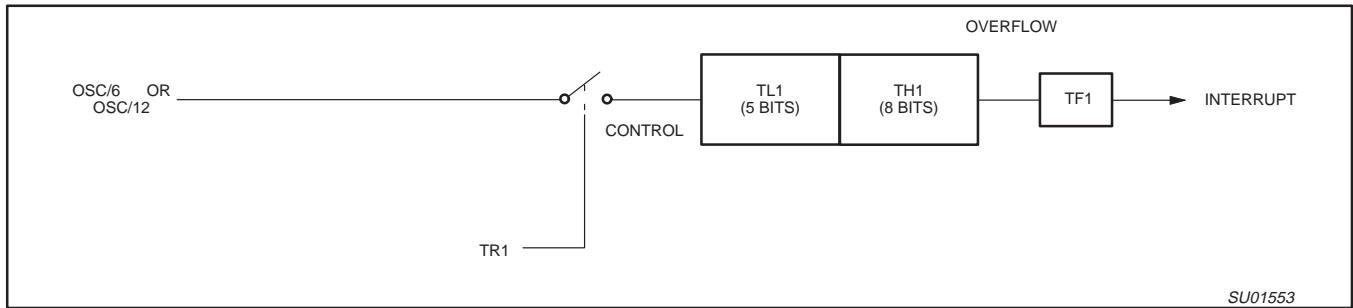 OVERFLOW
OSC/6 OR
OSC/12
TL1
(5 BITS)
TH1
(8 BITS)
TF1
INTERRUPT
CONTROL
TR1
SU01553